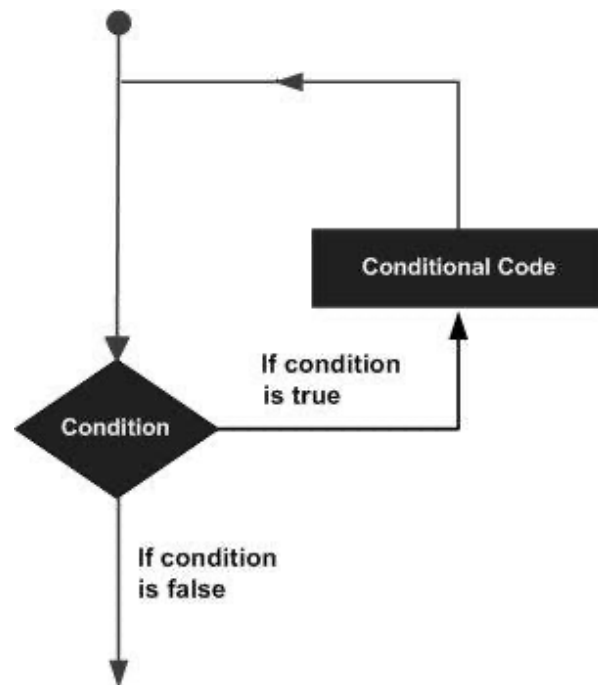 Conditional Code
If condition
is true
Condition
If condition
is false